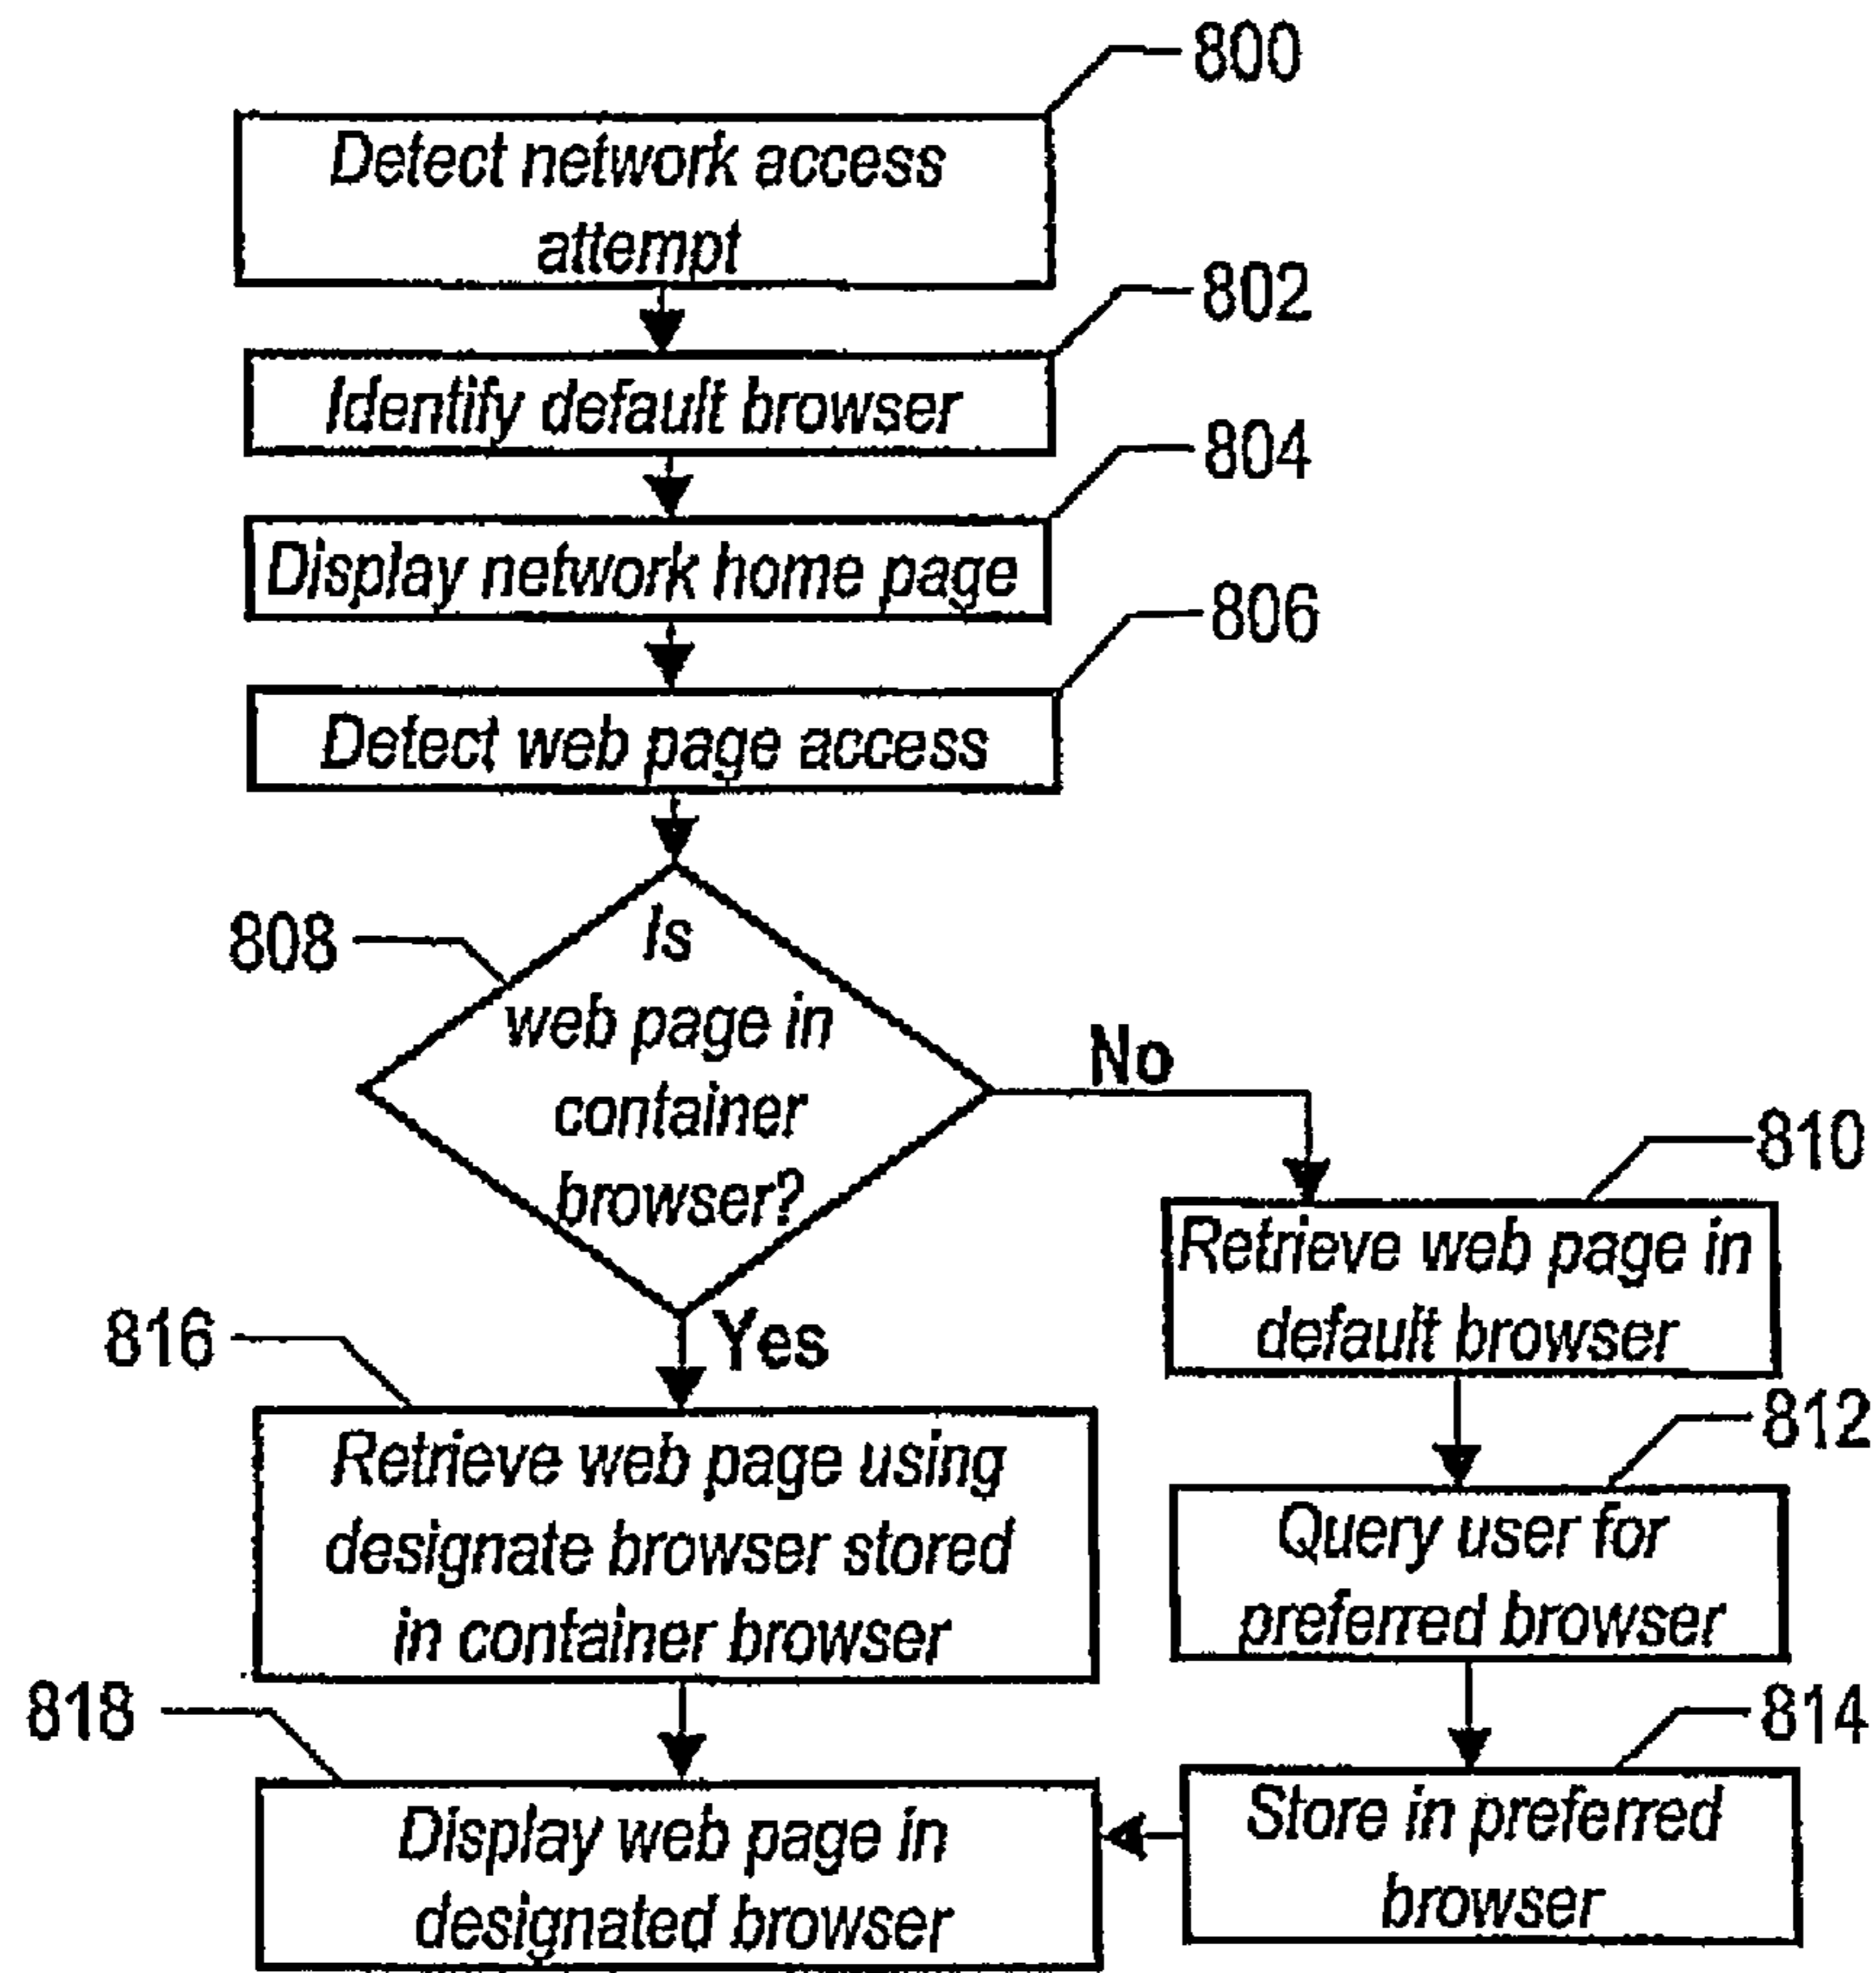 800
Detect network access
attempt
802
Identify default browser
804
Display network home page
806
Detect web page access
808
Is
web page in
container
browser?
No
810
Retrieve web page in
default browser
Yes
816
Retrieve web page using
designate browser stored
in container browser
812
Query user for
preferred browser
814
Store in preferred
browser
818
Display web page in
designated browser